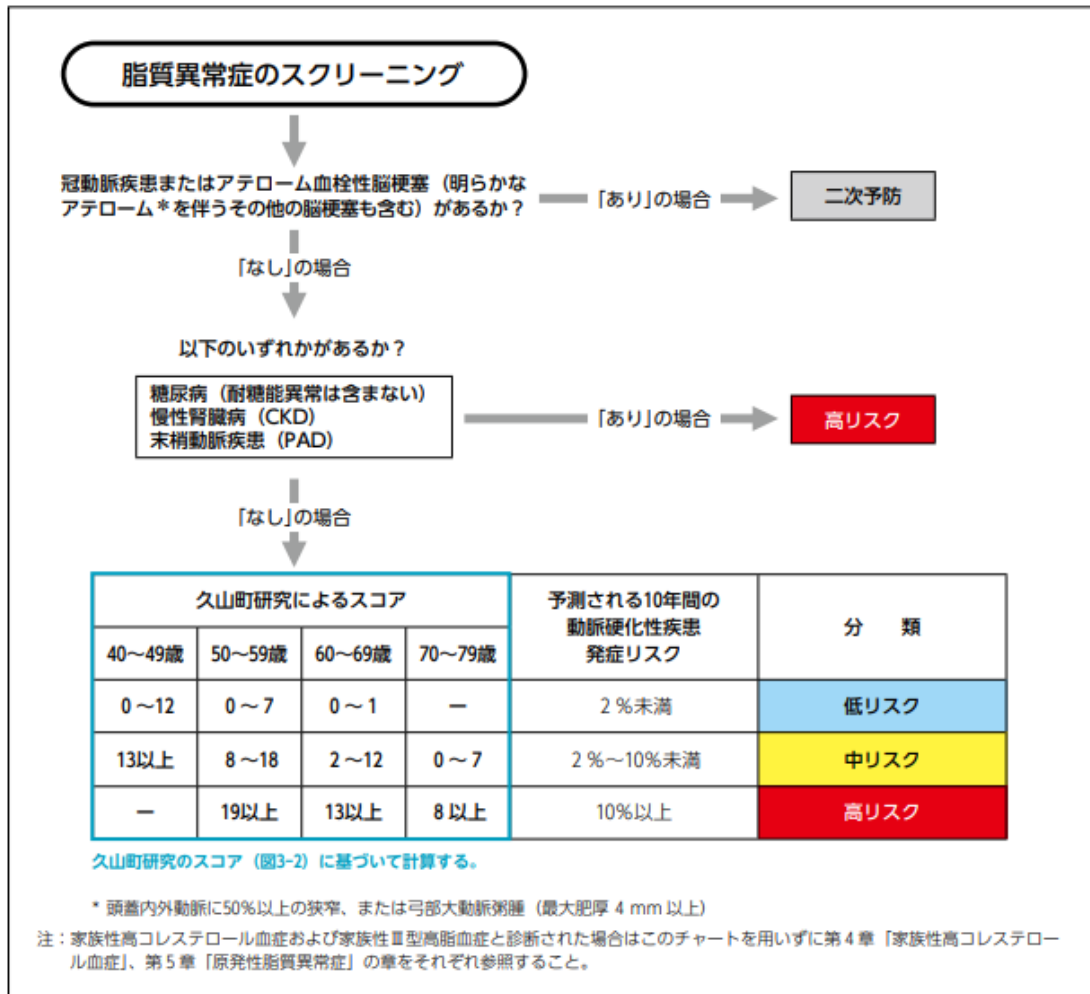 脂質異常症のスクリーニング
冠動脈疾患またはアテローム血栓性脳梗塞（明らかな
アテローム＊を伴うその他の脳梗塞も含む）があるか？
「あり」の場合
二次予防
「なし」の場合
以下のいずれかがあるか？
糖尿病（耐糖能異常は含まない）
慢性腎臓病（CKD）
末梢動脈疾患（PAD）
「あり」の場合
高リスク
「なし」の場合
久山町研究によるスコア
予測される10年間の
動脈硬化性疾患
発症リスク
分　類
40～49歳 50～59歳 60～69歳 70～79歳
0～12 0～7 0～1 － 2％未満 低リスク
13以上 8～18 2～12 0～7 2％～10％未満 中リスク
－ 19以上 13以上 8以上 10％以上 高リスク
久山町研究のスコア（図3-2）に基づいて計算する。
* 頭蓋内外動脈に50％以上の狭窄、または弓部大動脈粥腫（最大肥厚 4 mm 以上）
注：家族性高コレステロール血症および家族性Ⅲ型高脂血症と診断された場合はこのチャートを用いずに第4章「家族性高コレステロー
ル血症」、第5章「原発性脂質異常症」の章をそれぞれ参照すること。